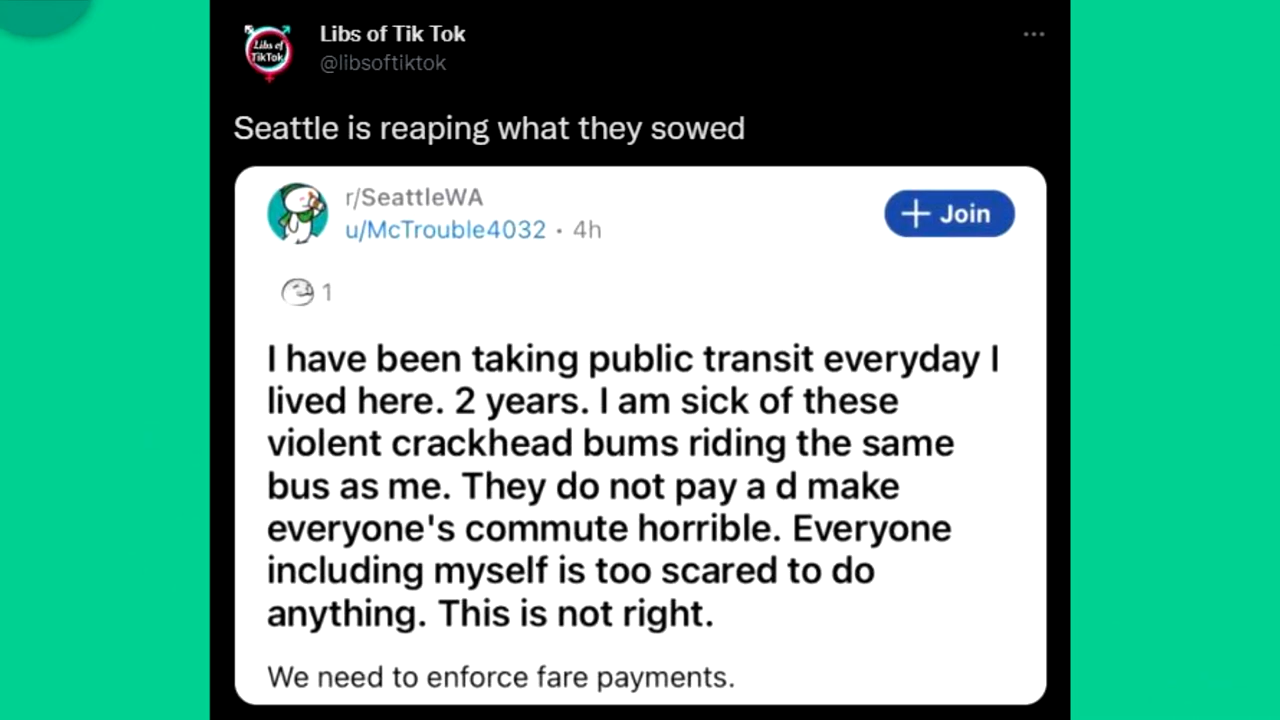 Libs of Tik Tok
Libs of
TikTok
@libsoftiktok
Seattle is reaping what they sowed
r/SeattleWA
u/McTrouble4032 · 4h
+ Join
1
I have been taking public transit everyday I
lived here. 2 years. I am sick of these
violent crackhead bums riding the same
bus as me. They do not pay a d make
everyone's commute horrible. Everyone
including myself is too scared to do
anything. This is not right.
We need to enforce fare payments.